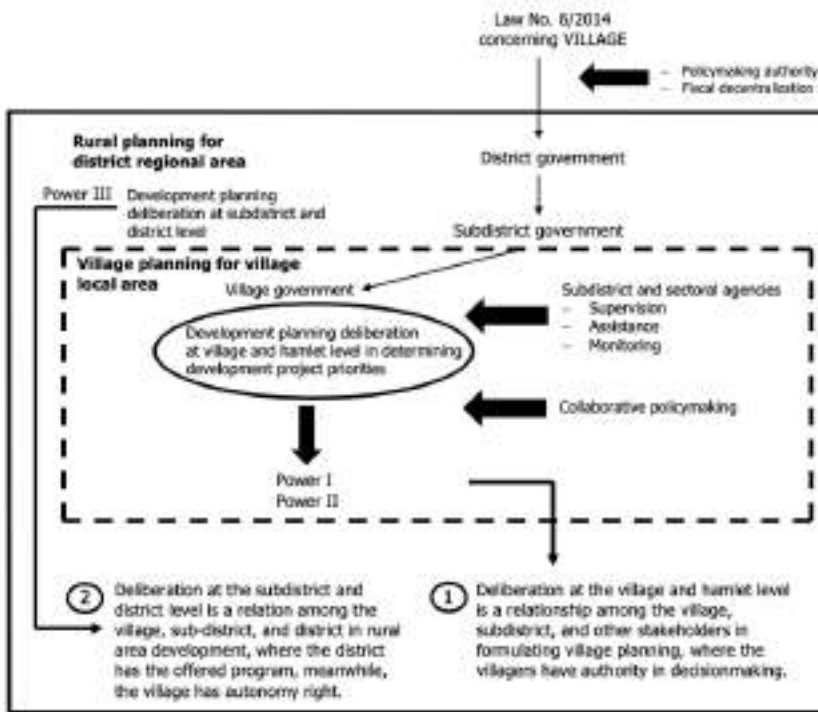 Law No. 6/2014
concerning VILLAGE
– Policymaking authority
– Fiscal decentralization
Rural planning for
district regional area
District government
Power III
Development planning
deliberation at subdistrict and
district level
Subdistrict government
Village planning for village
local area
Village government
Subdistrict and sectoral agencies
– Supervision
– Assistance
– Monitoring
Development planning deliberation
at village and hamlet level in determining
development project priorities
Collaborative policymaking
Power I
Power II
2
Deliberation at the subdistrict and
district level is a relation among the
village, sub-district, and district in rural
area development, where the district
has the offered program, meanwhile,
the village has autonomy right.
1
Deliberation at the village and hamlet level
is a relationship among the village,
subdistrict, and other stakeholders in
formulating village planning, where the
villagers have authority in decisionmaking.